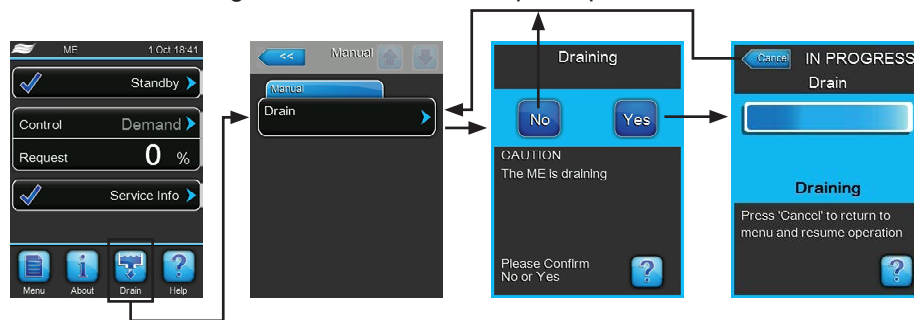 ME 1 Oct 18:41
Standby
Control Demand
Request 0 %
Service Info
Menu About Drain Help
<< Manual
Manual
Drain
Draining
No Yes
CAUTION
The ME is draining
Please Confirm
No or Yes
?
Cancel IN PROGRESS
Drain
Draining
Press 'Cancel' to return to
menu and resume operation
?